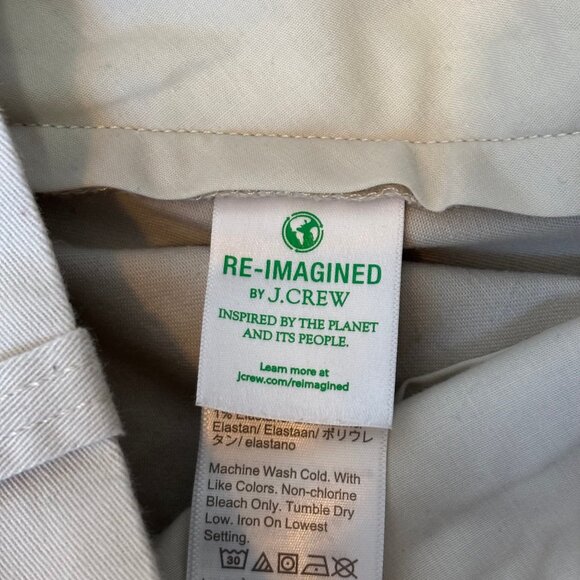 RE-IMAGINED
BY J.CREW
INSPIRED BY THE PLANET
AND ITS PEOPLE.
Learn more at
jcrew.com/reimagined
1%
Elastan/ Elastaan/ ポリウレ
タン/ elastano
Machine Wash Cold. With
Like Colors. Non-chlorine
Bleach Only. Tumble Dry
Low. Iron On Lowest
Setting.
30